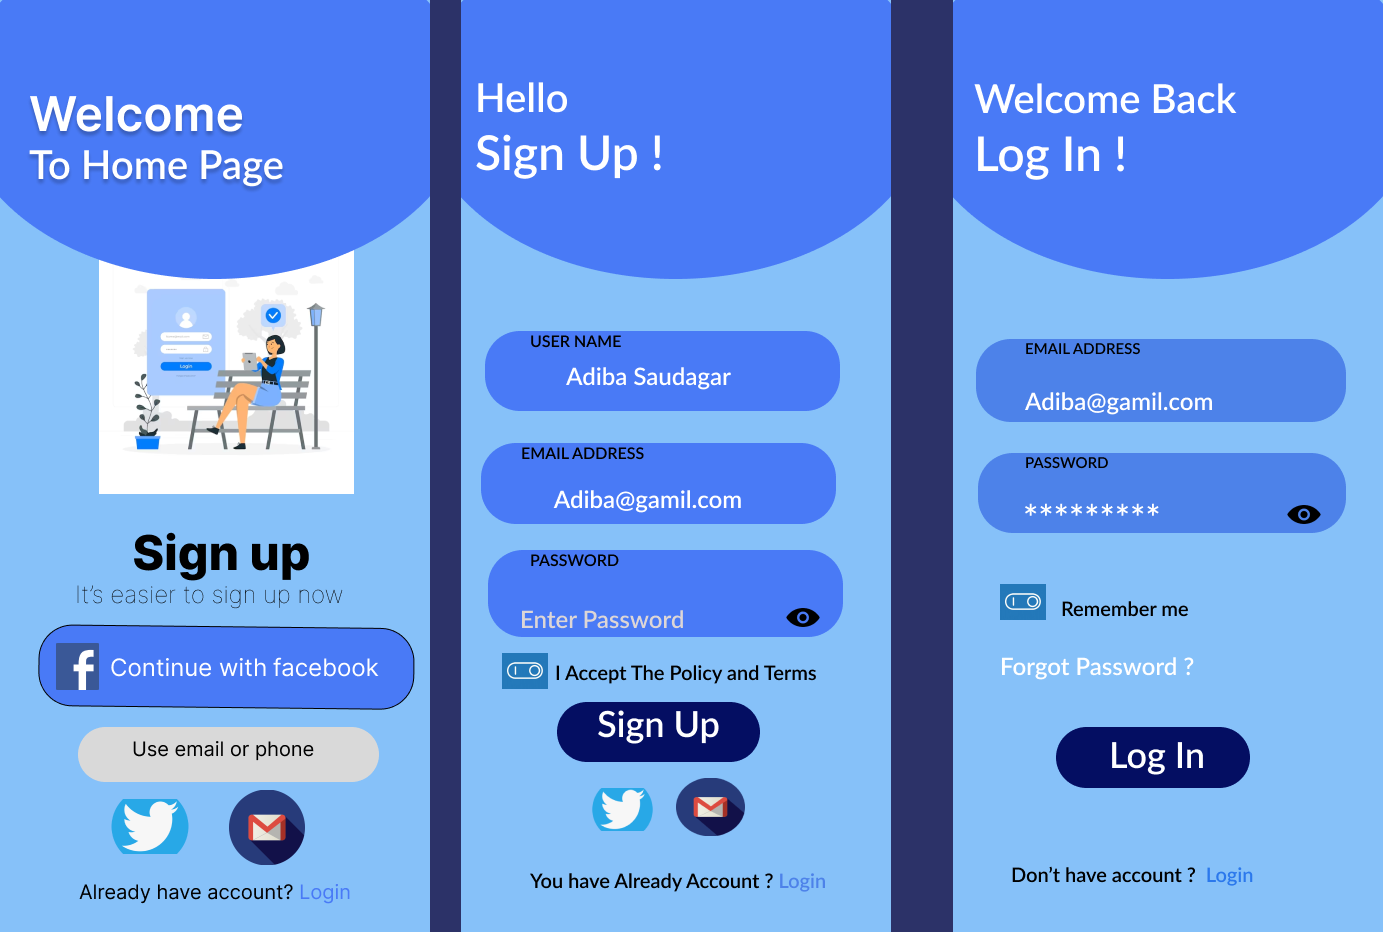 Welcome
To Home Page
Login
Sign up
It's easier to sign up now
f Continue with facebook
Use email or phone
Already have account? Login
Hello
Sign Up !
USER NAME
Adiba Saudagar
EMAIL ADDRESS
Adiba@gamil.com
PASSWORD
Enter Password
I Accept The Policy and Terms
Sign Up
You have Already Account ? Login
Welcome Back
Log In !
EMAIL ADDRESS
Adiba@gamil.com
PASSWORD
*********
Remember me
Forgot Password ?
Log In
Don't have account ? Login